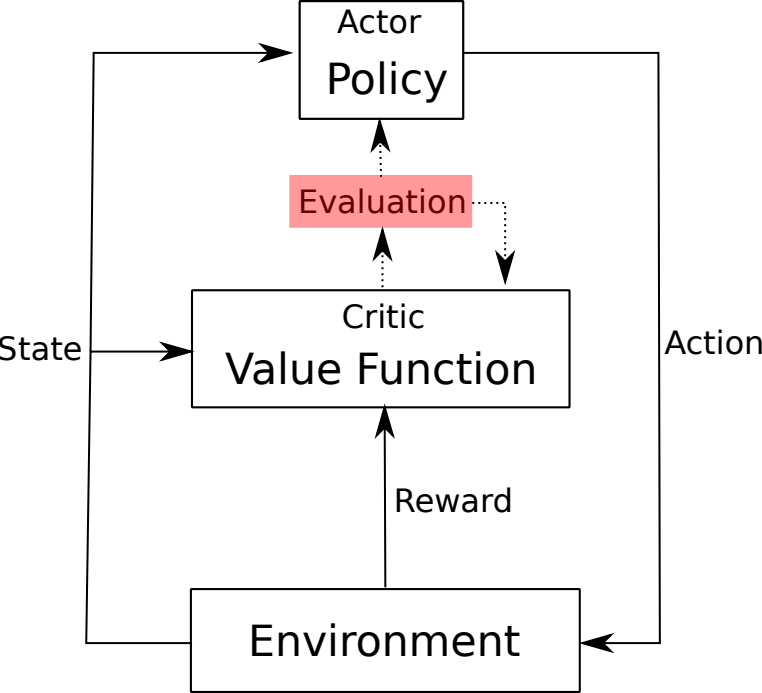 Actor
Policy
Evaluation
Critic
Value Function
State
Action
Reward
Environment